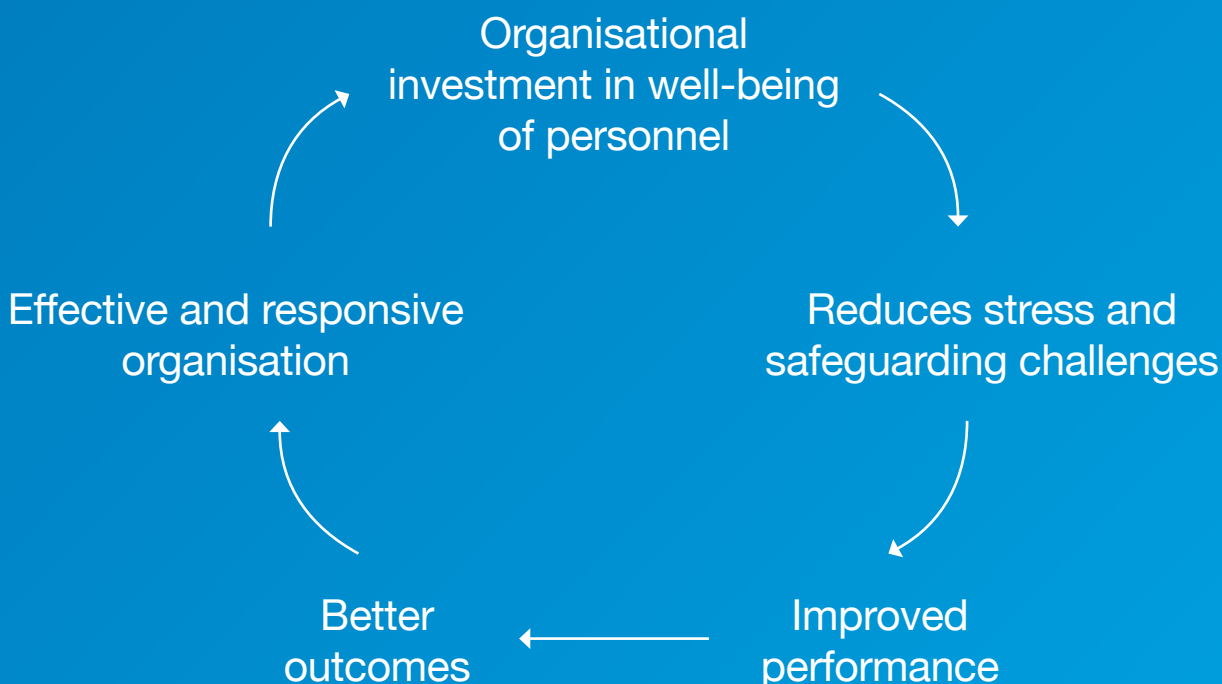 Organisational
investment in well-being
of personnel
Reduces stress and
safeguarding challenges
Improved
performance
Better
outcomes
Effective and responsive
organisation